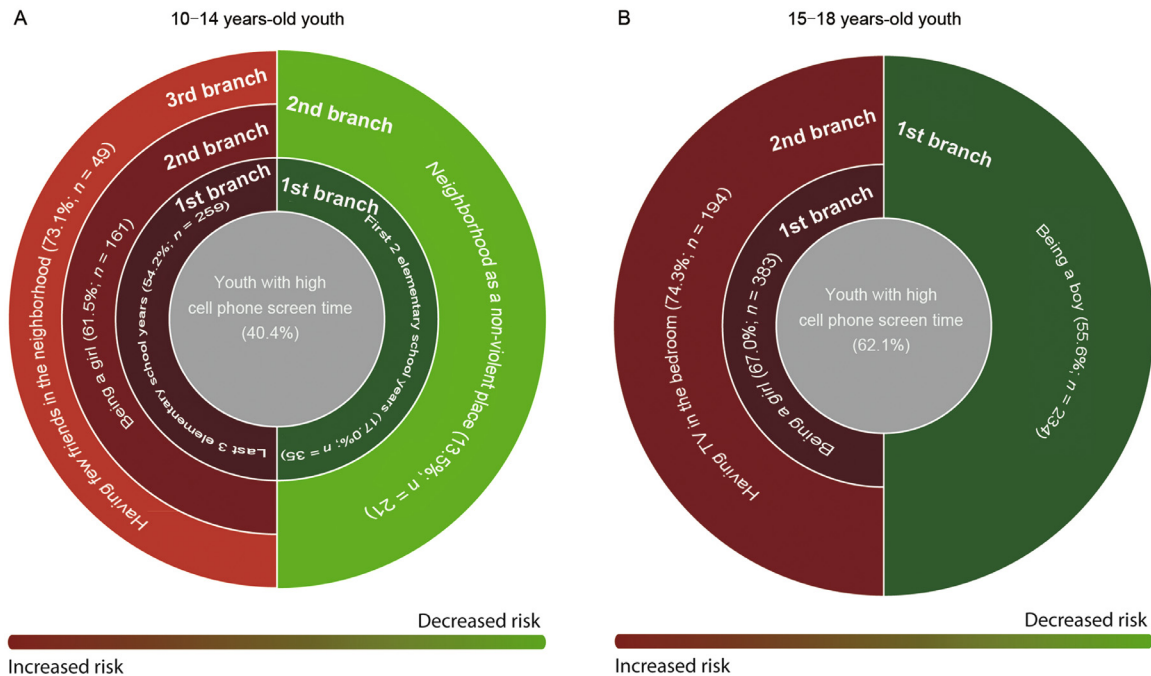 A
10–14 years-old youth
3rd branch
Having few friends in the neighborhood (73.1%; n = 49)
2nd branch
Being a girl (61.5%; n = 161)
1st branch
Last 3 elementary school years (54.2%; n = 259)
Youth with high
cell phone screen time
(40.4%)
1st branch
First 2 elementary school years (17.0%; n = 35)
2nd branch
Neighborhood as a non-violent place (13.5%; n = 21)
Decreased risk
Increased risk
B
15–18 years-old youth
2nd branch
Having TV in the bedroom (74.3%; n = 194)
1st branch
Being a girl (67.0%; n = 383)
Youth with high
cell phone screen time
(62.1%)
1st branch
Being a boy (55.6%; n = 234)
Decreased risk
Increased risk